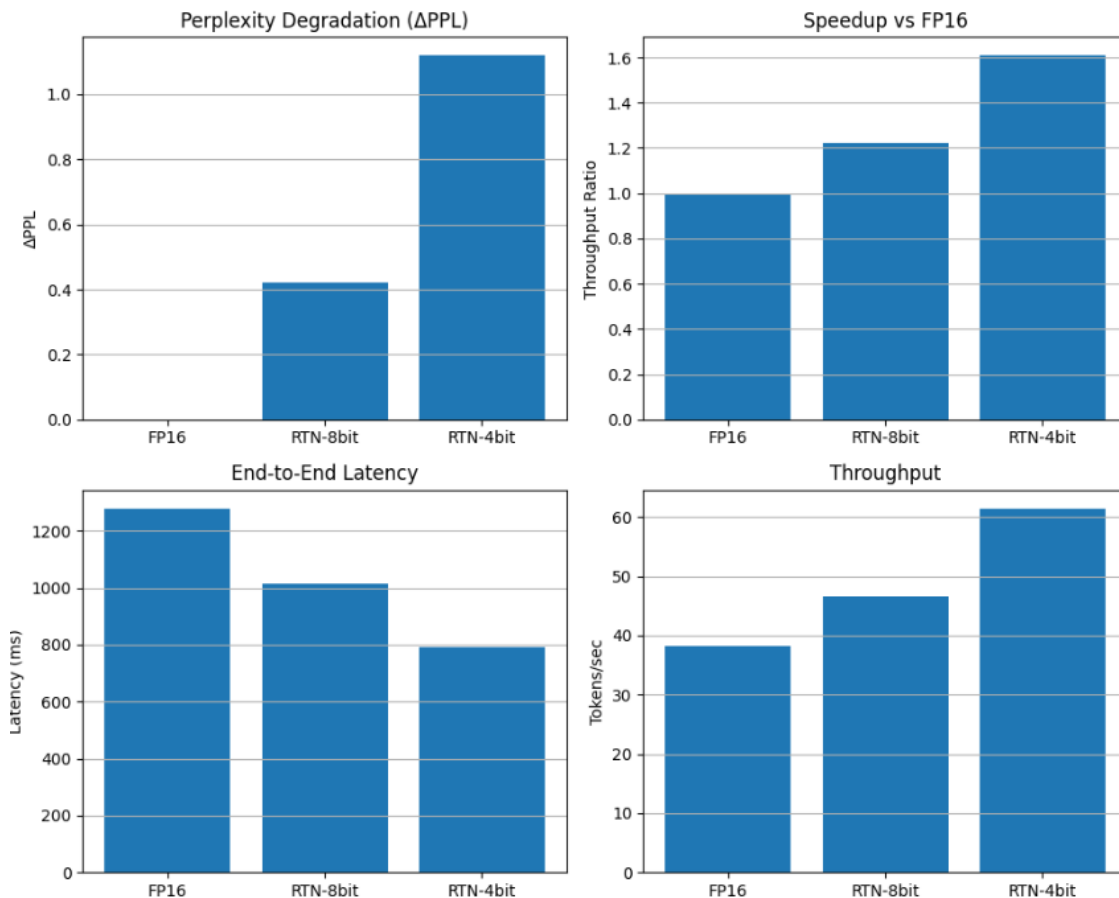 Perplexity Degradation (ΔPPL)
ΔPPL
1.0
0.8
0.6
0.4
0.2
0.0
FP16 RTN-8bit RTN-4bit
Speedup vs FP16
Throughput Ratio
1.6
1.4
1.2
1.0
0.8
0.6
0.4
0.2
0.0
FP16 RTN-8bit RTN-4bit
End-to-End Latency
Latency (ms)
1200
1000
800
600
400
200
0
FP16 RTN-8bit RTN-4bit
Throughput
Tokens/sec
60
50
40
30
20
10
0
FP16 RTN-8bit RTN-4bit